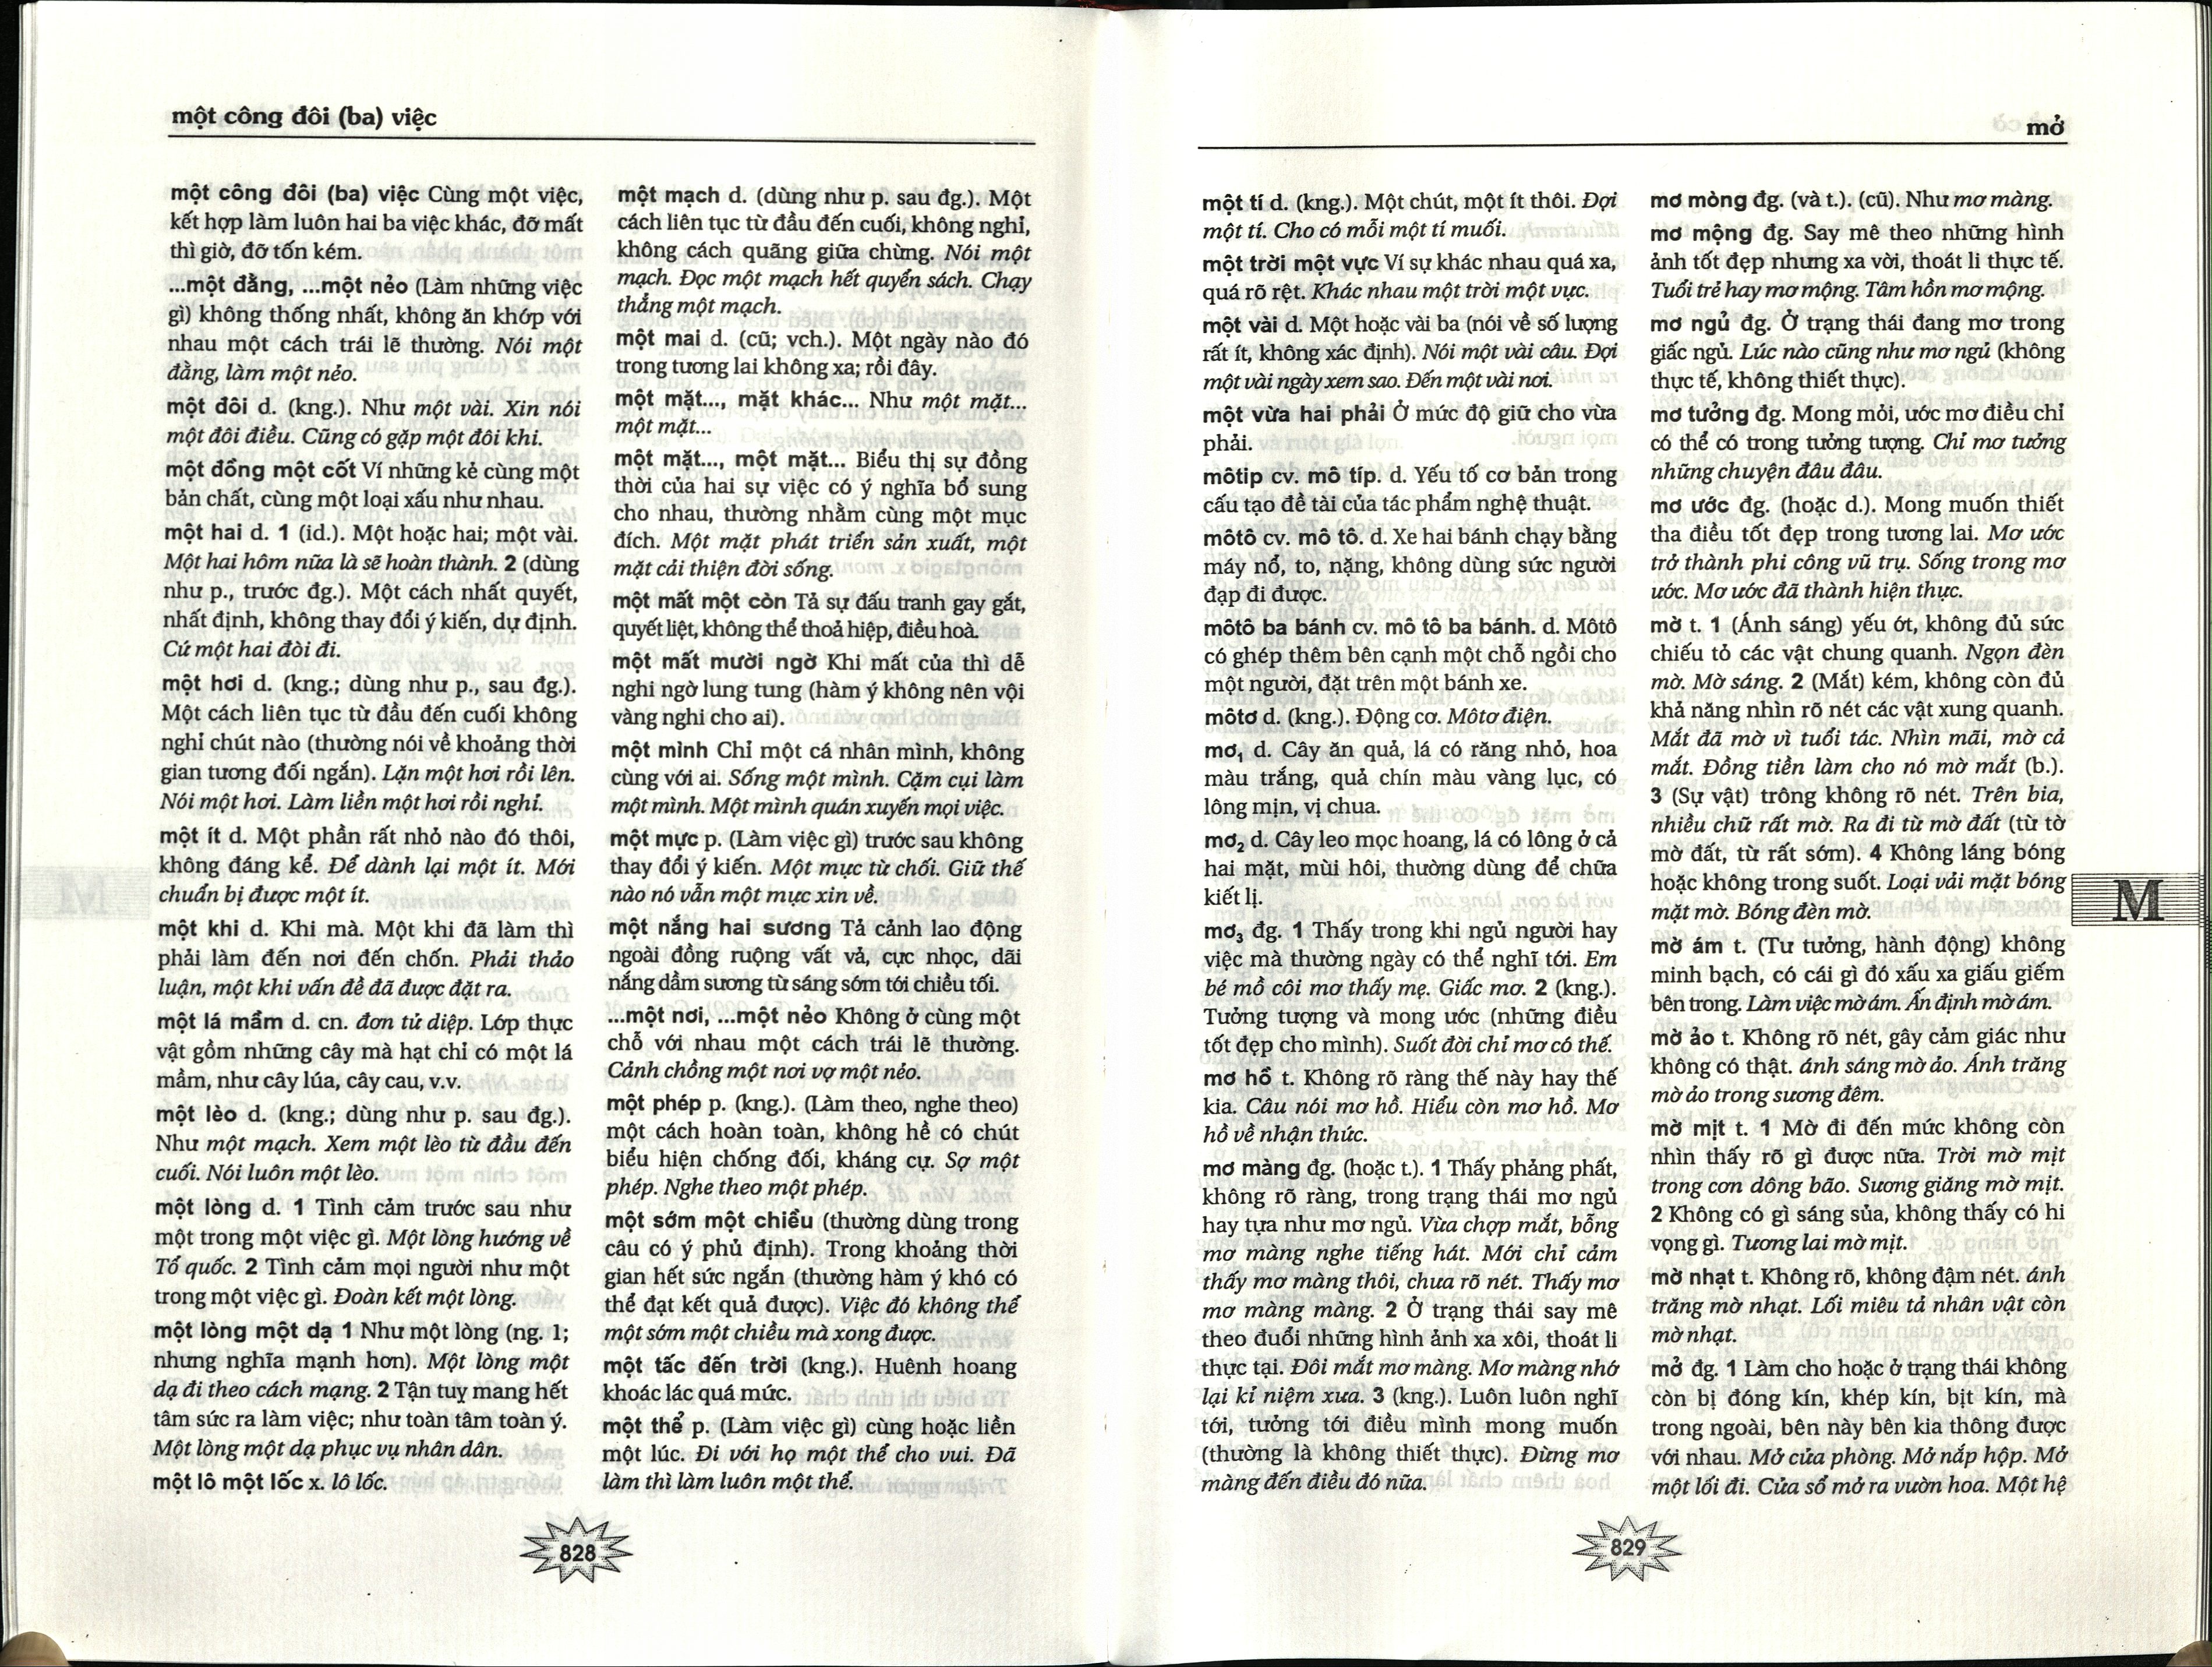 một công đôi (ba) việc
một công đôi (ba) việc Cùng một việc,
kết hợp làm luôn hai ba việc khác, đỡ mất
thì giờ, đỡ tốn kém.
...một đằng, ...một nẻo (Làm những việc
gì) không thống nhất, không ăn khớp với
nhau một cách trái lẽ thường. Nói một
đằng, làm một nẻo.
một đôi d. (kng.). Như một vài. Xin nói
một đôi điều. Cũng có gặp một đôi khi.
một đồng một cốt Ví những kẻ cùng một
bản chất, cùng một loại xấu như nhau.
một hai d. 1 (id.). Một hoặc hai; một vài.
Một hai hôm nữa là sẽ hoàn thành. 2 (dùng
như p., trước đg.). Một cách nhất quyết,
nhất định, không thay đổi ý kiến, dự định.
Cứ một hai đòi đi.
một hơi d. (kng.; dùng như p., sau đg.).
Một cách liên tục từ đầu đến cuối không
nghỉ chút nào (thường nói về khoảng thời
gian tương đối ngắn). Lặn một hơi rồi lên.
Nói một hơi. Làm liền một hơi rồi nghỉ.
một ít d. Một phần rất nhỏ nào đó thôi,
không đáng kể. Để dành lại một ít. Mới
chuẩn bị được một ít.
một khi d. Khi mà. Một khi đã làm thì
phải làm đến nơi đến chốn. Phải thảo
luận, một khi vấn đề đã được đặt ra.
một lá mầm d. cn. đơn tử diệp. Lớp thực
vật gồm những cây mà hạt chỉ có một lá
mầm, như cây lúa, cây cau, v.v.
một lèo d. (kng.; dùng như p. sau đg.).
Như một mạch. Xem một lèo từ đầu đến
cuối. Nói luôn một lèo.
một lòng d. 1 Tình cảm trước sau như
một trong một việc gì. Một lòng hướng về
Tổ quốc. 2 Tình cảm mọi người như một
trong một việc gì. Đoàn kết một lòng.
một lòng một dạ 1 Như một lòng (ng. 1;
nhưng nghĩa mạnh hơn). Một lòng một
dạ đi theo cách mạng. 2 Tận tuỵ mang hết
tâm sức ra làm việc; như toàn tâm toàn ý.
Một lòng một dạ phục vụ nhân dân.
một lô một lốc x. lô lốc.
một mạch d. (dùng như p. sau đg.). Một
cách liên tục từ đầu đến cuối, không nghỉ,
không cách quãng giữa chừng. Nói một
mạch. Đọc một mạch hết quyển sách. Chạy
thẳng một mạch.
một mai d. (cũ; vch.). Một ngày nào đó
trong tương lai không xa; rồi đây.
một mặt..., mặt khác... Như một mặt...
một mặt...
một mặt..., một mặt... Biểu thị sự đồng
thời của hai sự việc có ý nghĩa bổ sung
cho nhau, thường nhằm cùng một mục
đích. Một mặt phát triển sản xuất, một
mặt cải thiện đời sống.
một mất một còn Tả sự đấu tranh gay gắt,
quyết liệt, không thể thoả hiệp, điều hoà.
một mất mười ngờ Khi mất của thì dễ
nghi ngờ lung tung (hàm ý không nên vội
vàng nghi cho ai).
một mình Chỉ một cá nhân mình, không
cùng với ai. Sống một mình. Cặm cụi làm
một mình. Một mình quán xuyến mọi việc.
một mực p. (Làm việc gì) trước sau không
thay đổi ý kiến. Một mực từ chối. Giữ thế
nào nó vẫn một mực xin về.
một nắng hai sương Tả cảnh lao động
ngoài đồng ruộng vất vả, cực nhọc, dãi
nắng dầm sương từ sáng sớm tới chiều tối.
...một nơi, ...một nẻo Không ở cùng một
chỗ với nhau một cách trái lẽ thường.
Cảnh chồng một nơi vợ một nẻo.
một phép p. (kng.). (Làm theo, nghe theo)
một cách hoàn toàn, không hề có chút
biểu hiện chống đối, kháng cự. Sợ một
phép. Nghe theo một phép.
một sớm một chiều (thường dùng trong
câu có ý phủ định). Trong khoảng thời
gian hết sức ngắn (thường hàm ý khó có
thể đạt kết quả được). Việc đó không thể
một sớm một chiều mà xong được.
một tấc đến trời (kng.). Huênh hoang
khoác lác quá mức.
một thể p. (Làm việc gì) cùng hoặc liền
một lúc. Đi với họ một thể cho vui. Đã
làm thì làm luôn một thể.
828
mở
một tí d. (kng.). Một chút, một ít thôi. Đợi
một tí. Cho có mỗi một tí muối.
một trời một vực Ví sự khác nhau quá xa,
quá rõ rệt. Khác nhau một trời một vực.
một vài d. Một hoặc vài ba (nói về số lượng
rất ít, không xác định). Nói một vài câu. Đợi
một vài ngày xem sao. Đến một vài nơi.
một vừa hai phải Ở mức độ giữ cho vừa
phải.
môtip cv. mô típ. d. Yếu tố cơ bản trong
cấu tạo đề tài của tác phẩm nghệ thuật.
môtô cv. mô tô. d. Xe hai bánh chạy bằng
máy nổ, to, nặng, không dùng sức người
đạp đi được.
môtô ba bánh cv. mô tô ba bánh. d. Môtô
có ghép thêm bên cạnh một chỗ ngồi cho
một người, đặt trên một bánh xe.
môtơ d. (kng.). Động cơ. Môtơ điện.
mơ₁ d. Cây ăn quả, lá có răng nhỏ, hoa
màu trắng, quả chín màu vàng lục, có
lông mịn, vị chua.
mơ₂ d. Cây leo mọc hoang, lá có lông ở cả
hai mặt, mùi hôi, thường dùng để chữa
kiết lị.
mơ₃ đg. 1 Thấy trong khi ngủ người hay
việc mà thường ngày có thể nghĩ tới. Em
bé mồ côi mơ thấy mẹ. Giấc mơ. 2 (kng.).
Tưởng tượng và mong ước (những điều
tốt đẹp cho mình). Suốt đời chỉ mơ có thế.
mơ hồ t. Không rõ ràng thế này hay thế
kia. Câu nói mơ hồ. Hiểu còn mơ hồ. Mơ
hồ về nhận thức.
mơ màng đg. (hoặc t.). 1 Thấy phảng phất,
không rõ ràng, trong trạng thái mơ ngủ
hay tựa như mơ ngủ. Vừa chợp mắt, bỗng
mơ màng nghe tiếng hát. Mới chỉ cảm
thấy mơ màng thôi, chưa rõ nét. Thấy mơ
mơ màng màng. 2 Ở trạng thái say mê
theo đuổi những hình ảnh xa xôi, thoát li
thực tại. Đôi mắt mơ màng. Mơ màng nhớ
lại kỉ niệm xưa. 3 (kng.). Luôn luôn nghĩ
tới, tưởng tới điều mình mong muốn
(thường là không thiết thực). Đừng mơ
màng đến điều đó nữa.
mơ mòng đg. (và t.). (cũ). Như mơ màng.
mơ mộng đg. Say mê theo những hình
ảnh tốt đẹp nhưng xa vời, thoát li thực tế.
Tuổi trẻ hay mơ mộng. Tâm hồn mơ mộng.
mơ ngủ đg. Ở trạng thái đang mơ trong
giấc ngủ. Lúc nào cũng như mơ ngủ (không
thực tế, không thiết thực).
mơ tưởng đg. Mong mỏi, ước mơ điều chỉ
có thể có trong tưởng tượng. Chỉ mơ tưởng
những chuyện đâu đâu.
mơ ước đg. (hoặc d.). Mong muốn thiết
tha điều tốt đẹp trong tương lai. Mơ ước
trở thành phi công vũ trụ. Sống trong mơ
ước. Mơ ước đã thành hiện thực.
mờ t. 1 (Ánh sáng) yếu ớt, không đủ sức
chiếu tỏ các vật chung quanh. Ngọn đèn
mờ. Mờ sáng. 2 (Mắt) kém, không còn đủ
khả năng nhìn rõ nét các vật xung quanh.
Mắt đã mờ vì tuổi tác. Nhìn mãi, mờ cả
mắt. Đồng tiền làm cho nó mờ mắt (b.).
3 (Sự vật) trông không rõ nét. Trên bia,
nhiều chữ rất mờ. Ra đi từ mờ đất (từ tờ
mờ đất, từ rất sớm). 4 Không láng bóng
hoặc không trong suốt. Loại vải mặt bóng
mặt mờ. Bóng đèn mờ.
mờ ám t. (Tư tưởng, hành động) không
minh bạch, có cái gì đó xấu xa giấu giếm
bên trong. Làm việc mờ ám. Ấn định mờ ám.
mờ ảo t. Không rõ nét, gây cảm giác như
không có thật. ánh sáng mờ ảo. Ánh trăng
mờ ảo trong sương đêm.
mờ mịt t. 1 Mờ đi đến mức không còn
nhìn thấy rõ gì được nữa. Trời mờ mịt
trong cơn dông bão. Sương giăng mờ mịt.
2 Không có gì sáng sủa, không thấy có hi
vọng gì. Tương lai mờ mịt.
mờ nhạt t. Không rõ, không đậm nét. ánh
trăng mờ nhạt. Lối miêu tả nhân vật còn
mờ nhạt.
mở đg. 1 Làm cho hoặc ở trạng thái không
còn bị đóng kín, khép kín, bịt kín, mà
trong ngoài, bên này bên kia thông được
với nhau. Mở cửa phòng. Mở nắp hộp. Mở
một lối đi. Cửa sổ mở ra vườn hoa. Một hệ
M
829